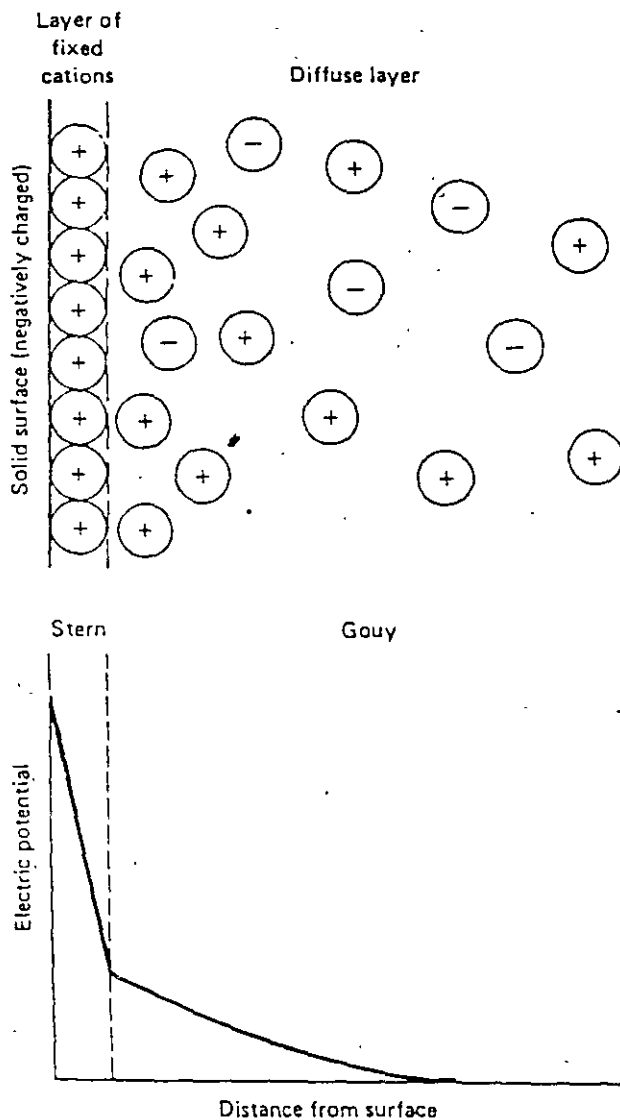 Layer of
fixed
cations
Diffuse layer
Solid surface (negatively charged)
+ + − + − +
+ + + −
+ + − + −
+ + + + +
+ + +
+ +
Stern
Gouy
Electric potential
Distance from surface